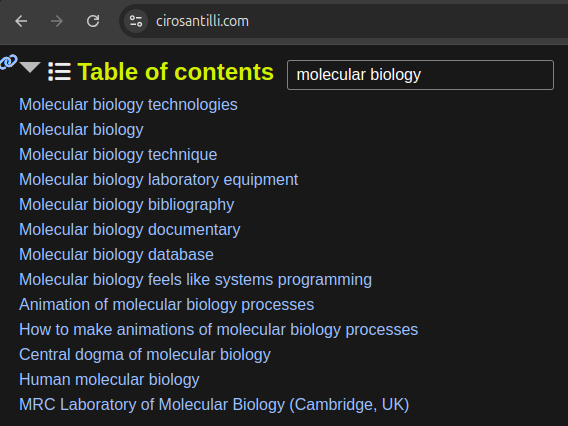 cirosantilli.com
Table of contents
molecular biology
Molecular biology technologies
Molecular biology
Molecular biology technique
Molecular biology laboratory equipment
Molecular biology bibliography
Molecular biology documentary
Molecular biology database
Molecular biology feels like systems programming
Animation of molecular biology processes
How to make animations of molecular biology processes
Central dogma of molecular biology
Human molecular biology
MRC Laboratory of Molecular Biology (Cambridge, UK)